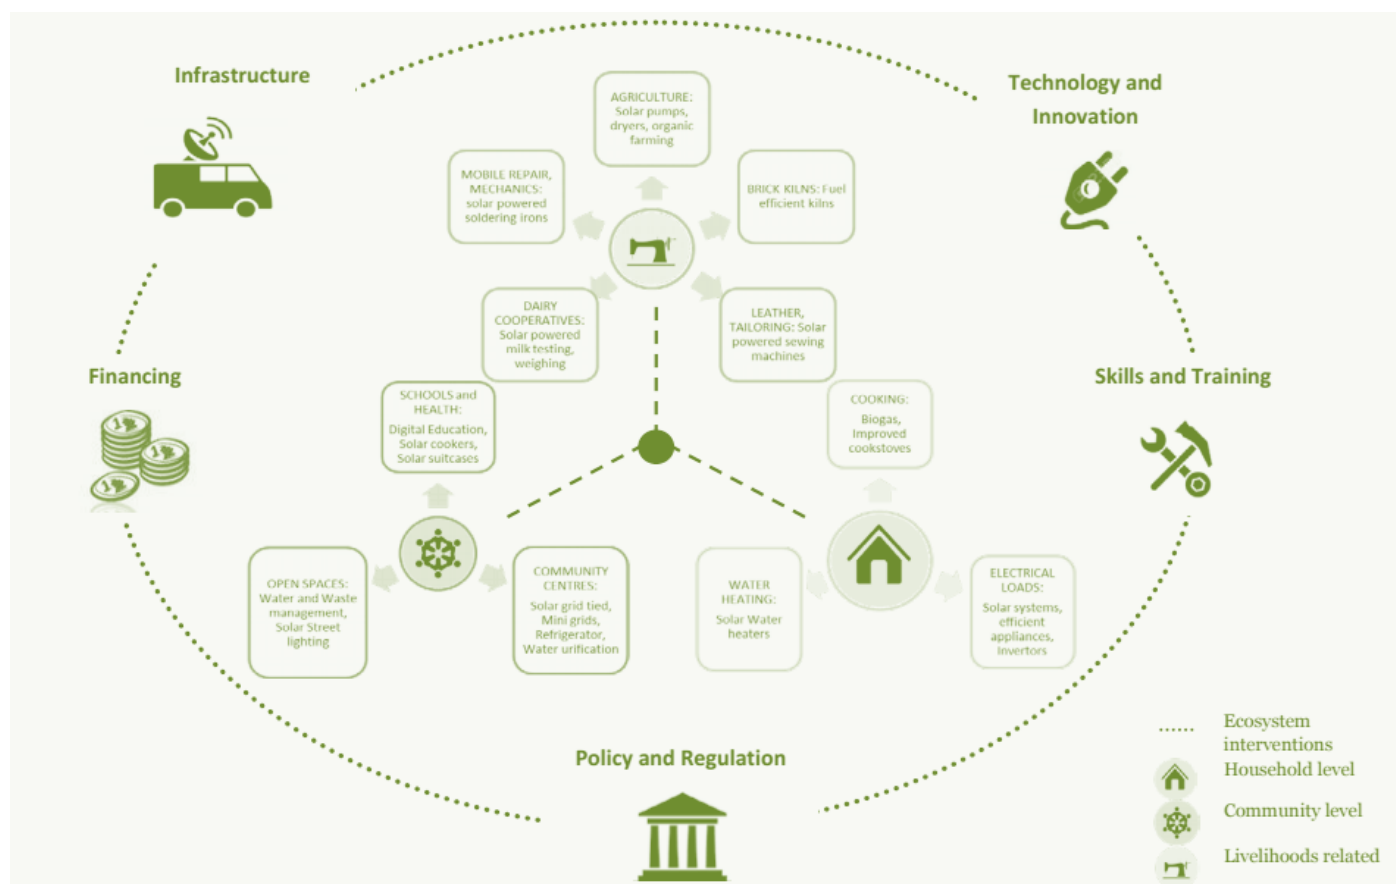 Infrastructure
Technology and
Innovation
AGRICULTURE:
Solar pumps,
dryers, organic
farming
MOBILE REPAIR,
MECHANICS:
solar powered
soldering irons
BRICK KILNS: Fuel
efficient kilns
DAIRY
COOPERATIVES:
Solar powered
milk testing,
weighing
LEATHER,
TAILORING: Solar
powered sewing
machines
Financing
Skills and Training
SCHOOLS and
HEALTH:
Digital Education,
Solar cookers,
Solar suitcases
COOKING:
Biogas,
Improved
cookstoves
OPEN SPACES:
Water and Waste
management,
Solar Street
lighting
COMMUNITY
CENTRES:
Solar grid tied,
Mini grids,
Refrigerator,
Water urification
WATER
HEATING:
Solar Water
heaters
ELECTRICAL
LOADS:
Solar systems,
efficient
appliances,
Invertors
Policy and Regulation
Ecosystem
interventions
Household level
Community level
Livelihoods related